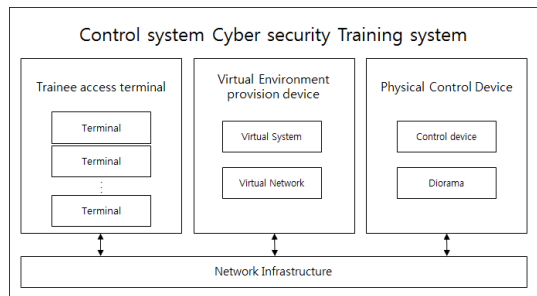 Control system Cyber security Training system
Trainee access terminal
Terminal
Terminal
Terminal
Virtual Environment
provision device
Virtual System
Virtual Network
Physical Control Device
Control device
Diorama
Network Infrastructure